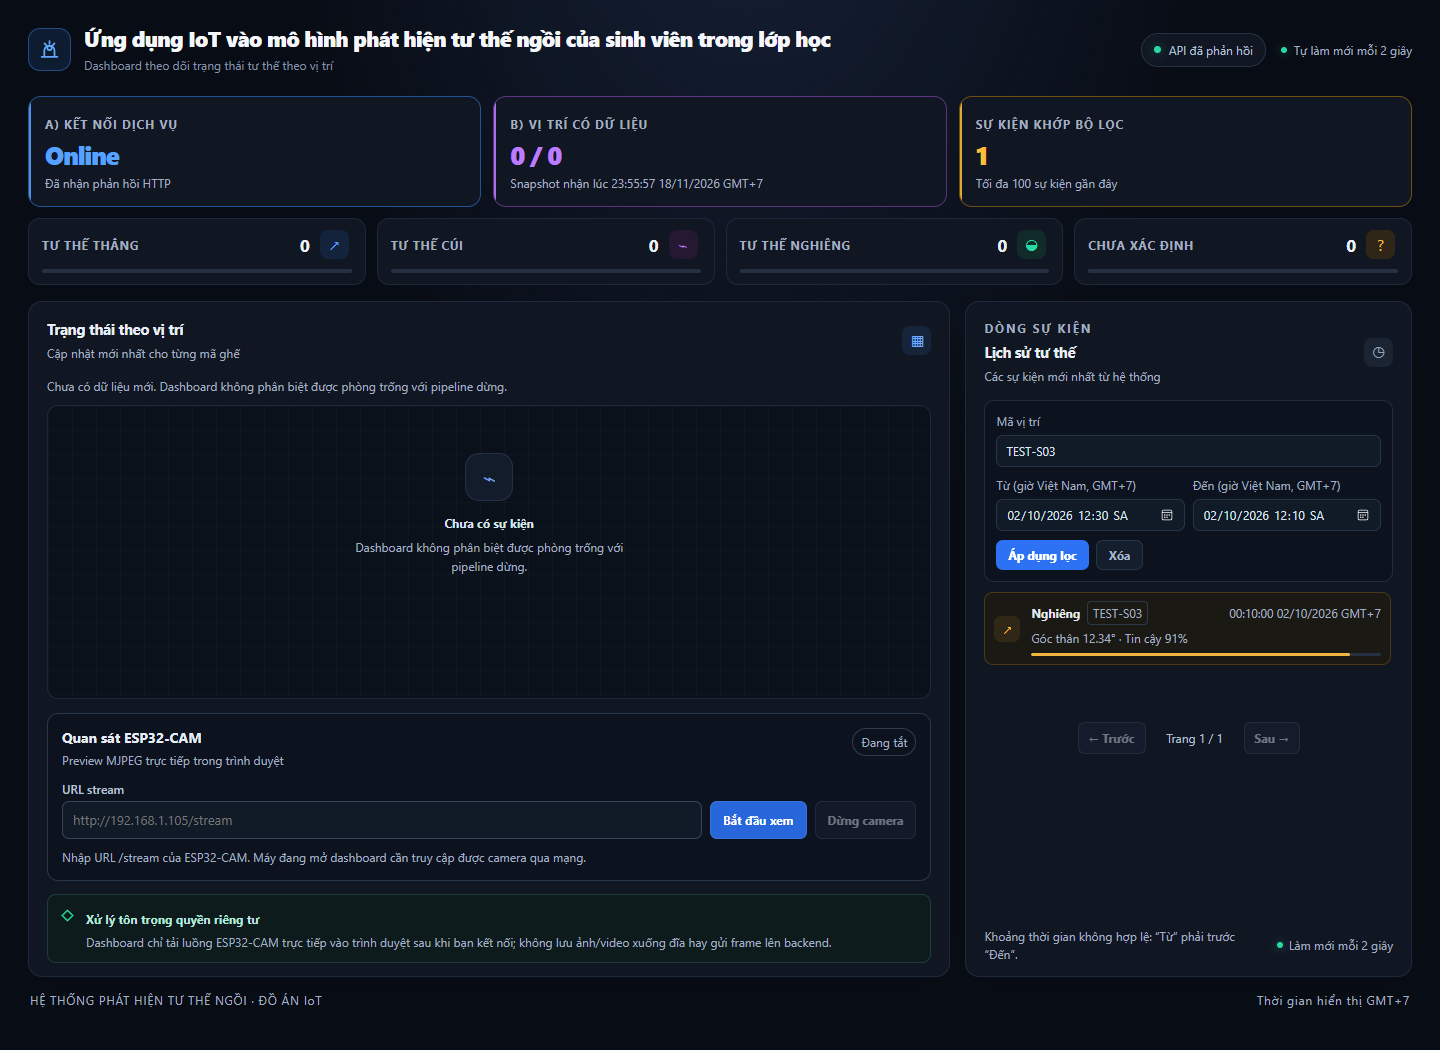 Ứng dụng IoT vào mô hình phát hiện tư thế ngồi của sinh viên trong lớp học
Dashboard theo dõi trạng thái tư thế theo vị trí
API đã phản hồi
Tự làm mới mỗi 2 giây
A) KẾT NỐI DỊCH VỤ
Online
Đã nhận phản hồi HTTP
B) VỊ TRÍ CÓ DỮ LIỆU
0 / 0
Snapshot nhận lúc 23:55:57 18/11/2026 GMT+7
SỰ KIỆN KHỚP BỘ LỌC
1
Tối đa 100 sự kiện gần đây
TƯ THẾ THẲNG 0 ↗
TƯ THẾ CÚI 0
TƯ THẾ NGHIÊNG 0
CHƯA XÁC ĐỊNH 0 ?
Trạng thái theo vị trí
Cập nhật mới nhất cho từng mã ghế
Chưa có dữ liệu mới. Dashboard không phân biệt được phòng trống với pipeline dừng.
Chưa có sự kiện
Dashboard không phân biệt được phòng trống với
pipeline dừng.
Quan sát ESP32-CAM
Preview MJPEG trực tiếp trong trình duyệt
Đang tắt
URL stream
http://192.168.1.105/stream
Bắt đầu xem
Dừng camera
Nhập URL /stream của ESP32-CAM. Máy đang mở dashboard cần truy cập được camera qua mạng.
Xử lý tôn trọng quyền riêng tư
Dashboard chỉ tải luồng ESP32-CAM trực tiếp vào trình duyệt sau khi bạn kết nối; không lưu ảnh/video xuống đĩa hay gửi frame lên backend.
DÒNG SỰ KIỆN
Lịch sử tư thế
Các sự kiện mới nhất từ hệ thống
Mã vị trí
TEST-S03
Từ (giờ Việt Nam, GMT+7)
Đến (giờ Việt Nam, GMT+7)
02/10/2026 12:30 SA
02/10/2026 12:10 SA
Áp dụng lọc
Xóa
Nghiêng TEST-S03 00:10:00 02/10/2026 GMT+7
Góc thân 12.34° · Tin cậy 91%
← Trước
Trang 1 / 1
Sau →
Khoảng thời gian không hợp lệ: “Từ” phải trước
“Đến”.
Làm mới mỗi 2 giây
HỆ THỐNG PHÁT HIỆN TƯ THẾ NGỒI · ĐỒ ÁN IoT
Thời gian hiển thị GMT+7